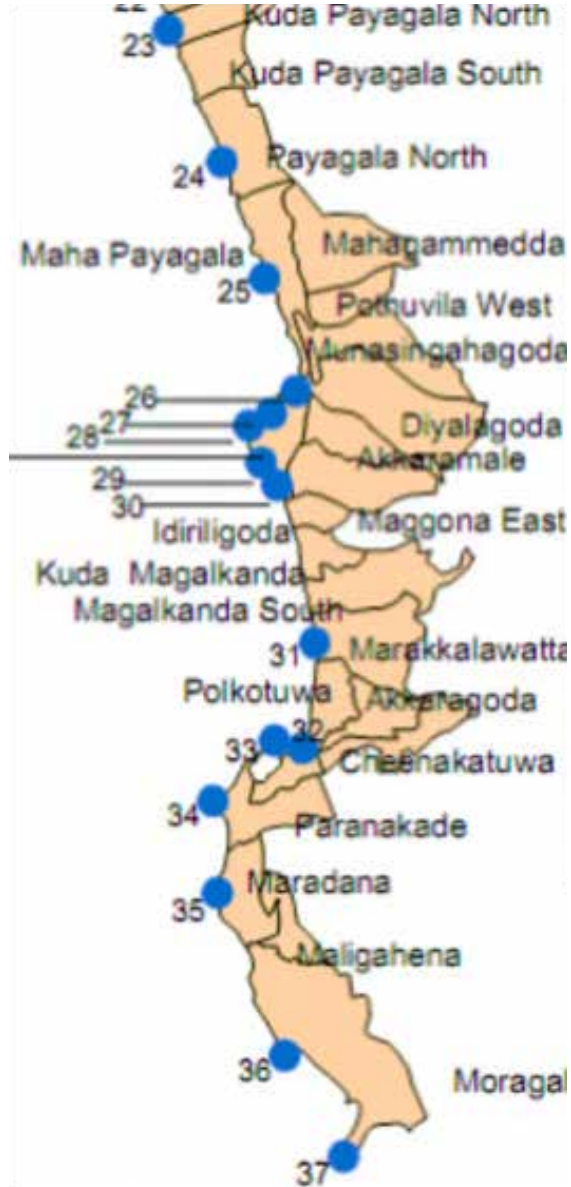 22
Kuda Payagala North
23
Kuda Payagala South
Payagala North
24
Mahagammedda
Maha Payagala
25
Pothuvila West
Munasingahagoda
26
27
Diyalagoda
28
Akkaramale
29
30
Maggona East
Idiriligoda
Kuda Magalkanda
Magalkanda South
31
Marakkalawatta
Polkotuwa
Akkaragoda
32
33
Cheenakatuwa
34
Paranakade
Maradana
35
Maligahena
36
Moragal
37